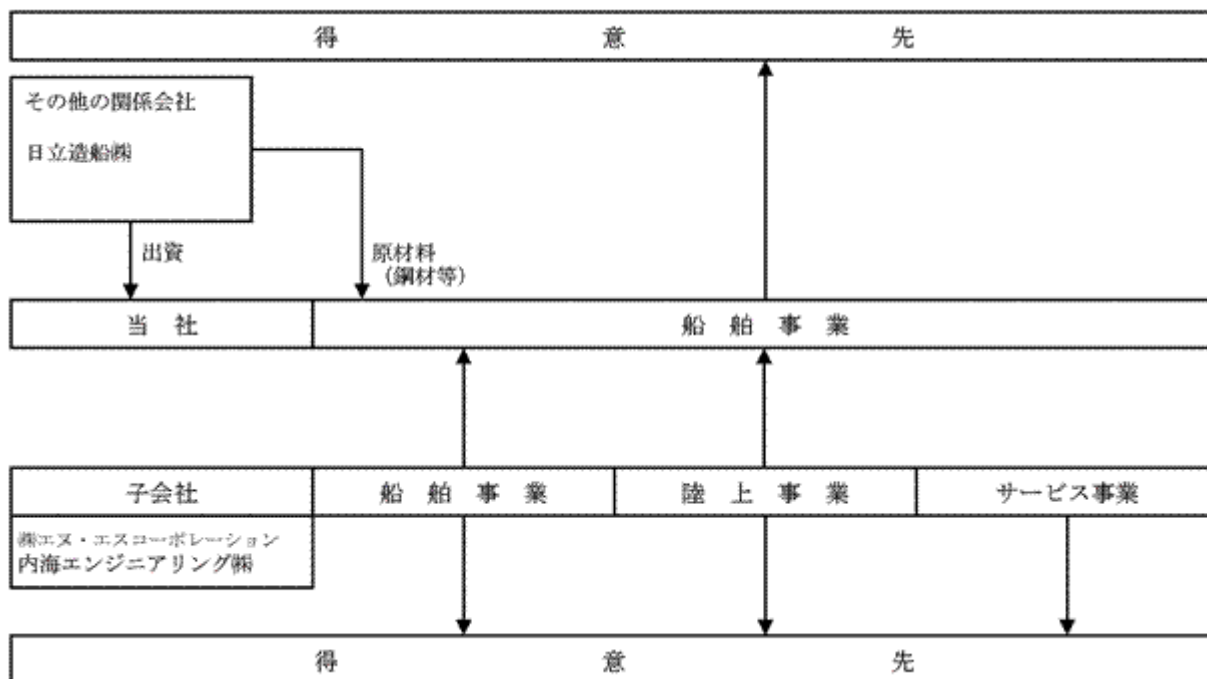 得意先
その他の関係会社
日立造船㈱
出資
原材料
(鋼材等)
当社
船舶事業
子会社
船舶事業
陸上事業
サービス事業
㈱エヌ・エスコーポレーション
内海エンジニアリング㈱
得意先